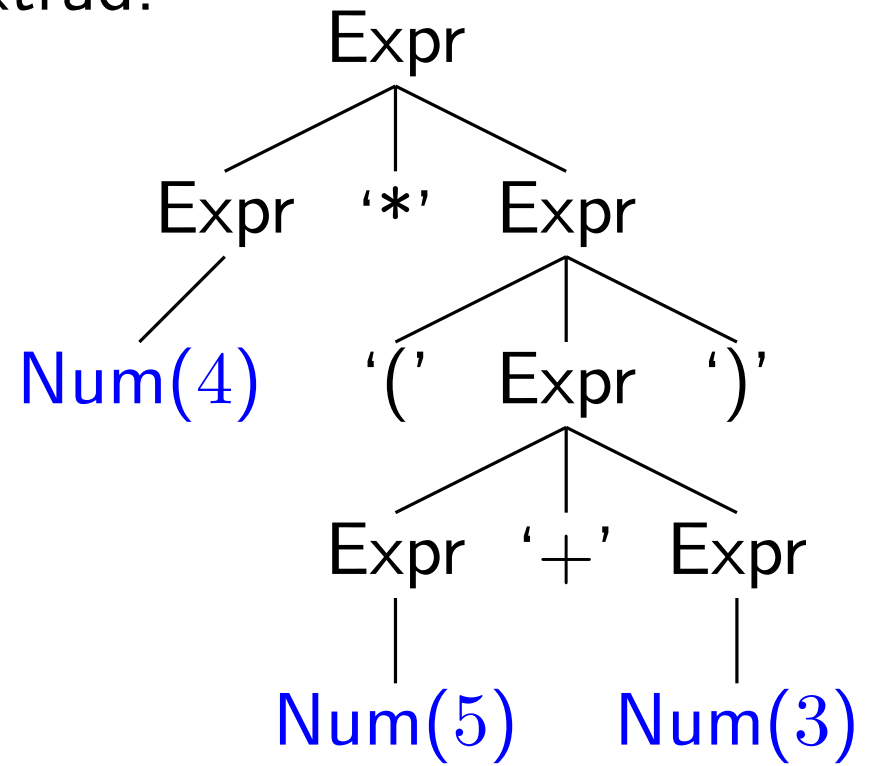 Expr
Expr ‘*’ Expr
Num(4) ‘(’ Expr ‘)’
Expr ‘+’ Expr
Num(5) Num(3)